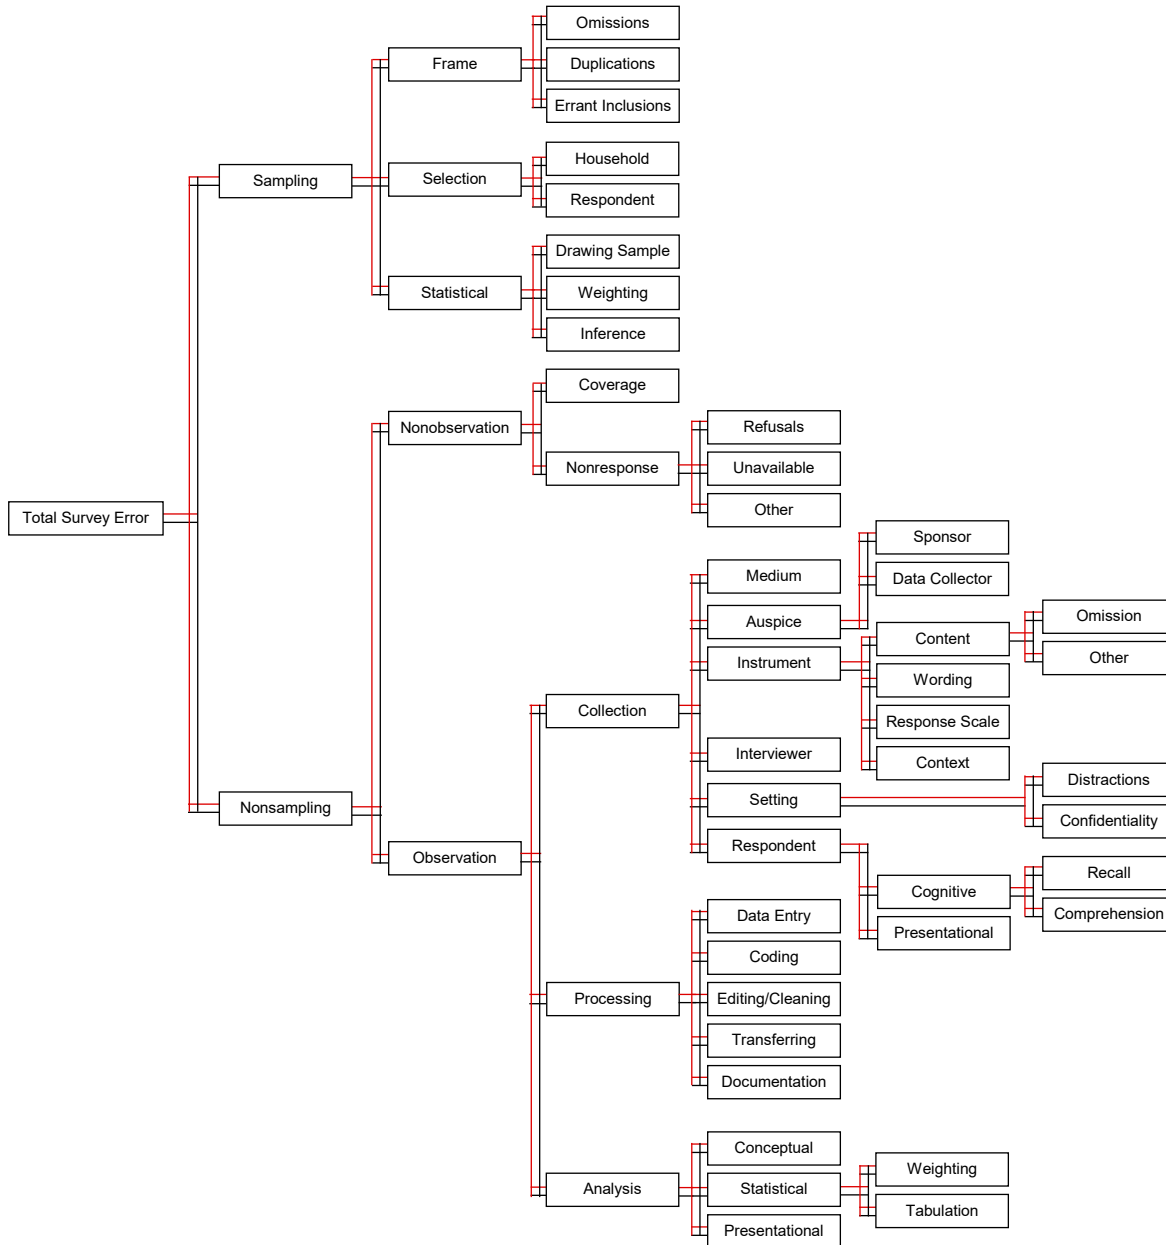 Omissions
Frame
Duplications
Errant Inclusions
Household
Sampling
Selection
Respondent
Drawing Sample
Statistical
Weighting
Inference
Coverage
Nonobservation
Refusals
Nonresponse
Unavailable
Other
Total Survey Error
Sponsor
Medium
Data Collector
Auspice
Omission
Content
Instrument
Other
Wording
Collection
Response Scale
Interviewer
Context
Distractions
Nonsampling
Setting
Confidentiality
Respondent
Observation
Recall
Cognitive
Comprehension
Data Entry
Presentational
Coding
Processing
Editing/Cleaning
Transferring
Documentation
Conceptual
Weighting
Analysis
Statistical
Tabulation
Presentational